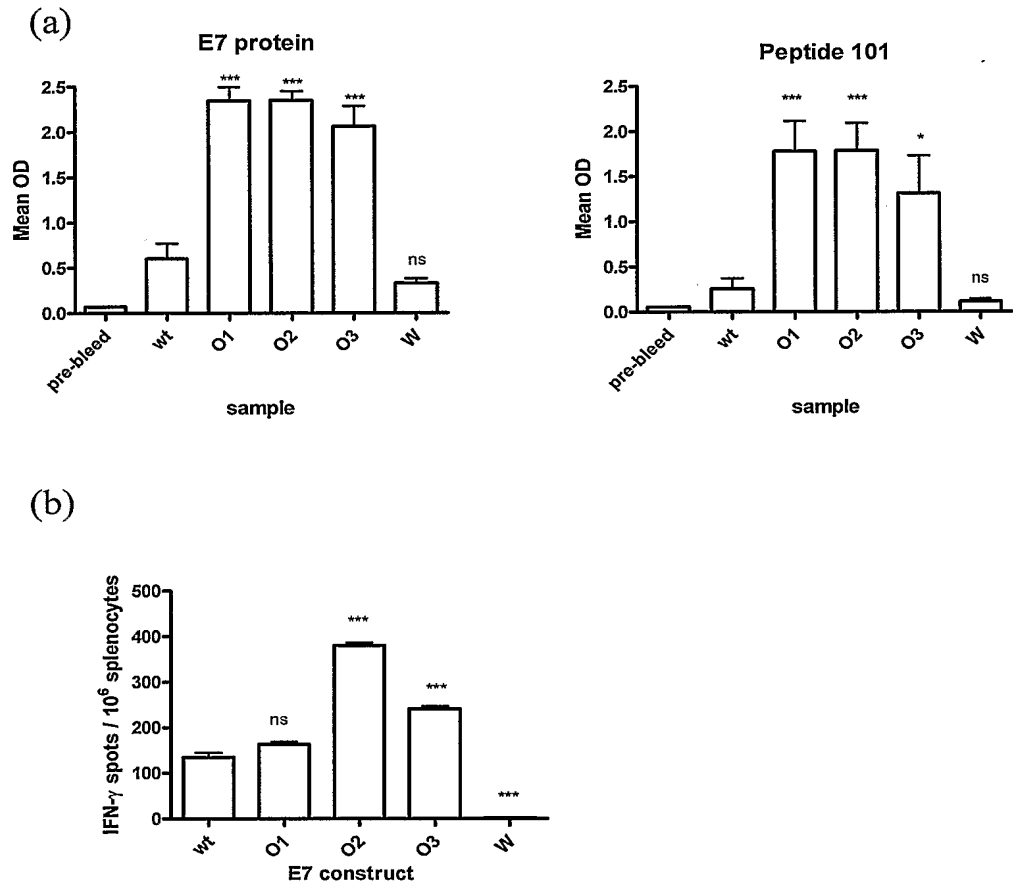 (a)
E7 protein
Mean OD
2.5
2.0
1.5
1.0
0.5
0.0
***
***
***
ns
pre-bleed
wt
O1
O2
O3
W
sample
Peptide 101
Mean OD
2.5
2.0
1.5
1.0
0.5
0.0
***
***
*
ns
pre-bleed
wt
O1
O2
O3
W
sample
(b)
IFN-γ spots / 10⁶ splenocytes
500
400
300
200
100
0
ns
***
***
***
wt
O1
O2
O3
W
E7 construct